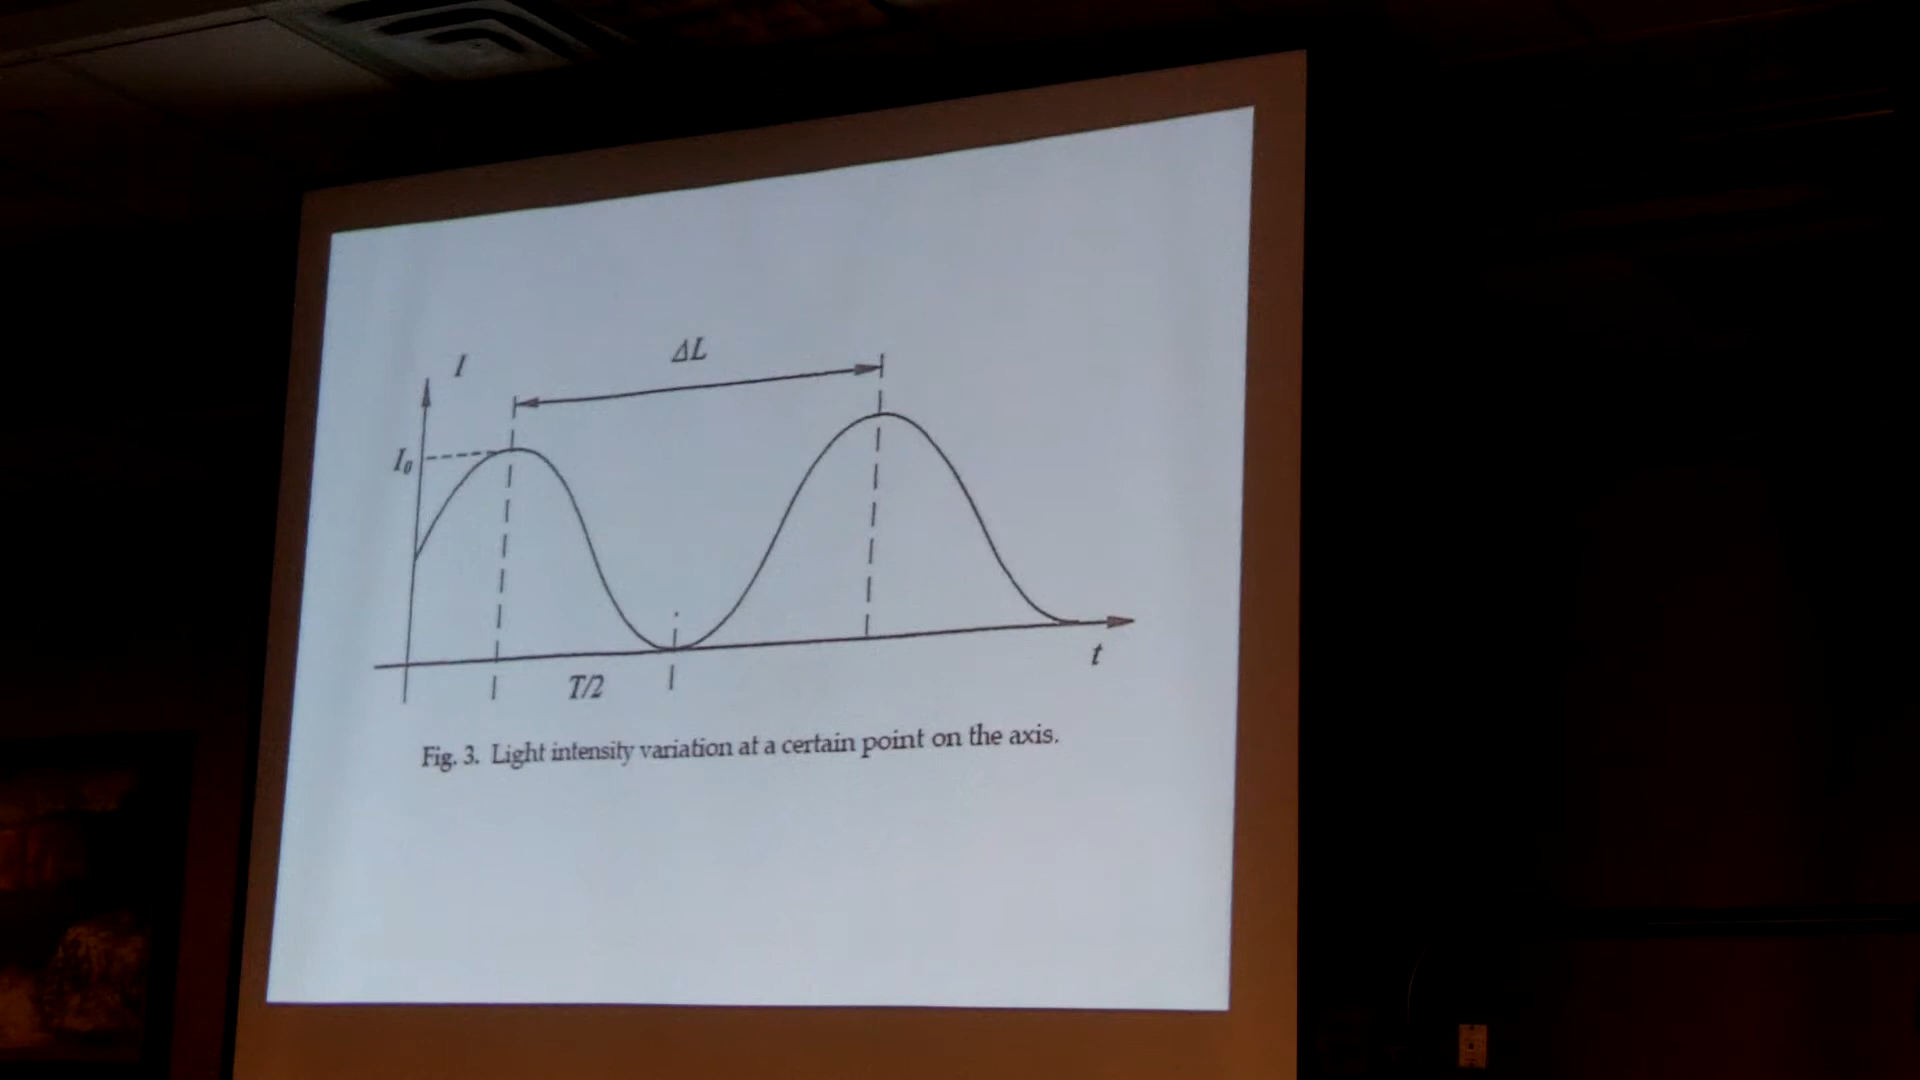 I
ΔL
I₀
T/2
t
Fig. 3. Light intensity variation at a certain point on the axis.